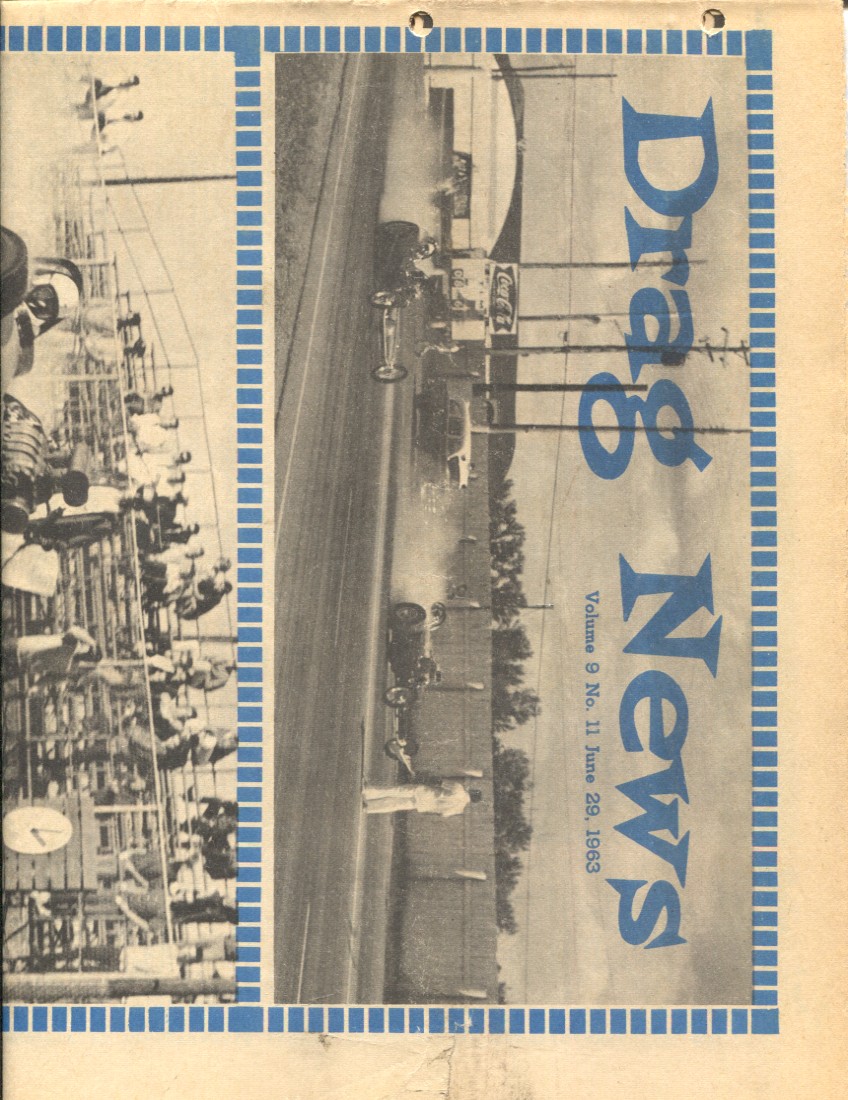 Drag News
Volume 9 No. 11 June 29, 1963
Coca-Cola